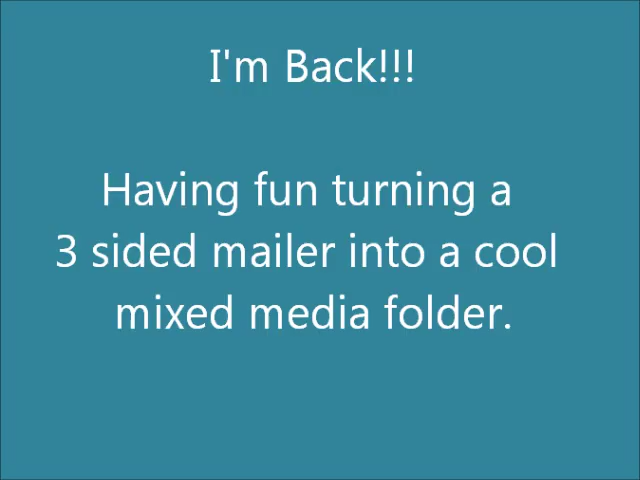 I'm Back!!!
Having fun turning a
3 sided mailer into a cool
mixed media folder.